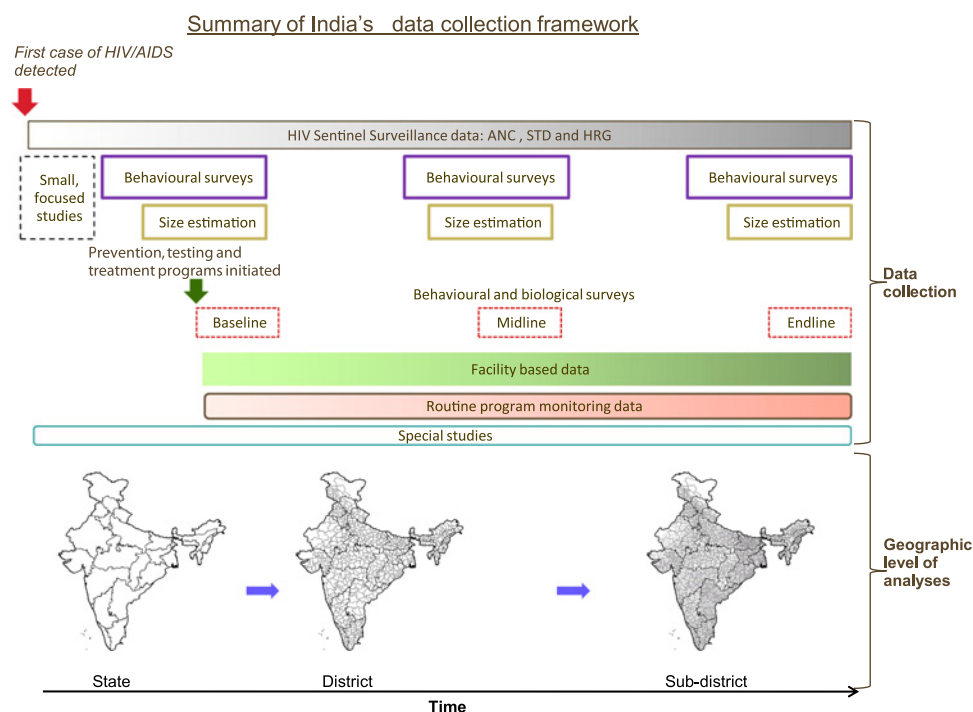 Summary of India's data collection framework
First case of HIV/AIDS
detected
HIV Sentinel Surveillance data: ANC , STD and HRG
Small,
focused
studies
Behavioural surveys
Behavioural surveys
Behavioural surveys
Size estimation
Size estimation
Size estimation
Prevention, testing and
treatment programs initiated
Data
collection
Behavioural and biological surveys
Baseline
Midline
Endline
Facility based data
Routine program monitoring data
Special studies
Geographic
level of
analyses
State
District
Sub-district
Time